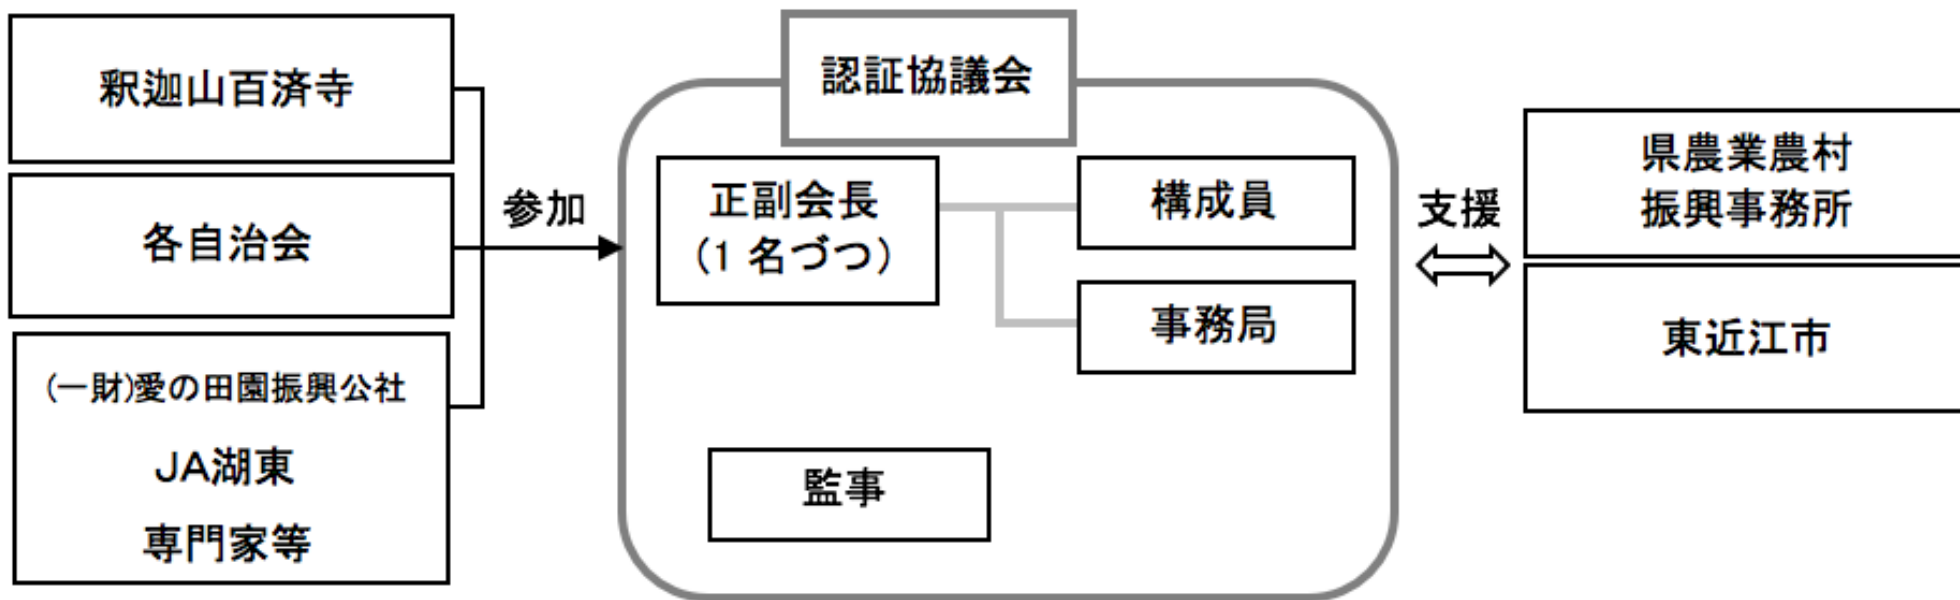 釈迦山百済寺
各自治会
(一財)愛の田園振興公社
JA湖東
専門家等
参加
認証協議会
正副会長
(1 名づつ)
構成員
事務局
監事
支援
県農業農村
振興事務所
東近江市